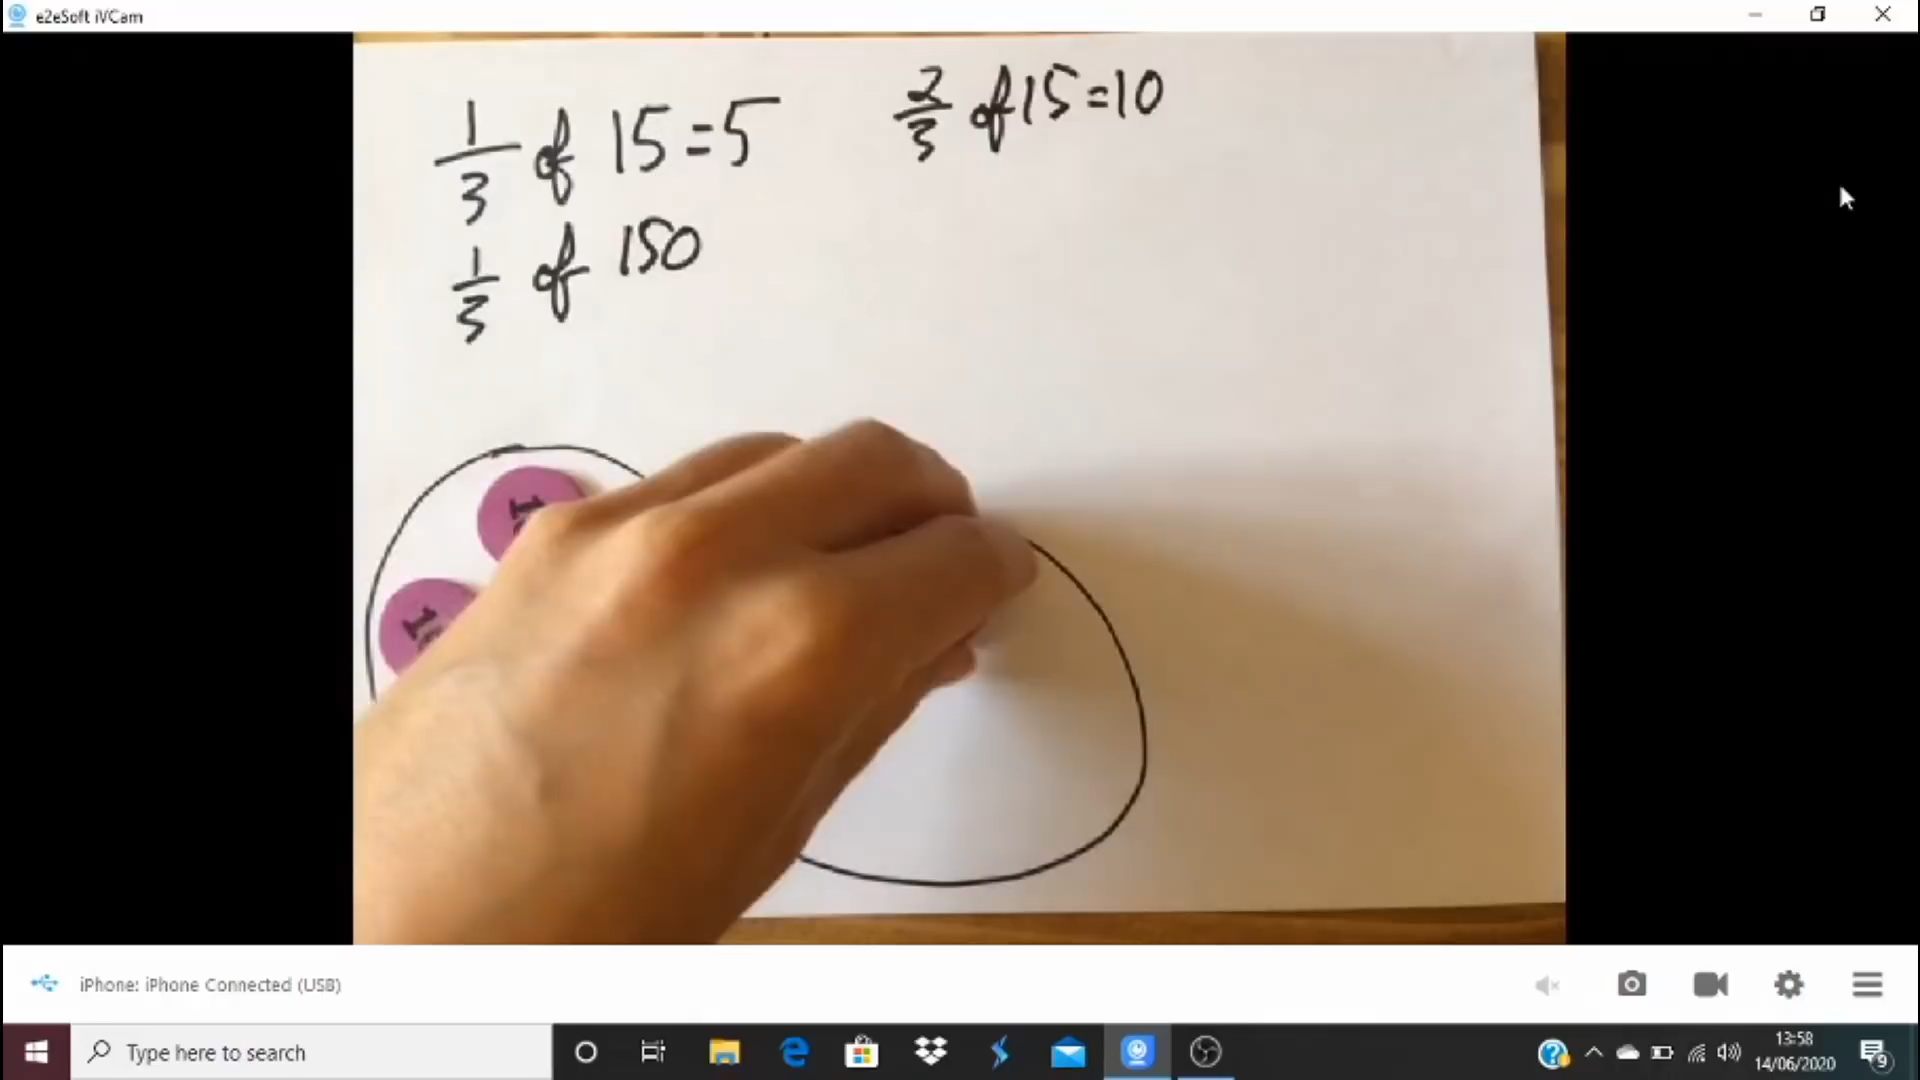 e2eSoft iVCam
1/3 of 15=5
2/3 of 15=10
1/3 of 150
iPhone: iPhone Connected (USB)
Type here to search
13:58
14/06/2020
9